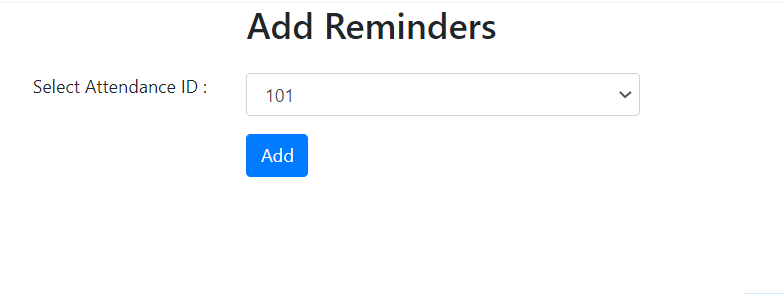 Add Reminders
Select Attendance ID :
101
Add